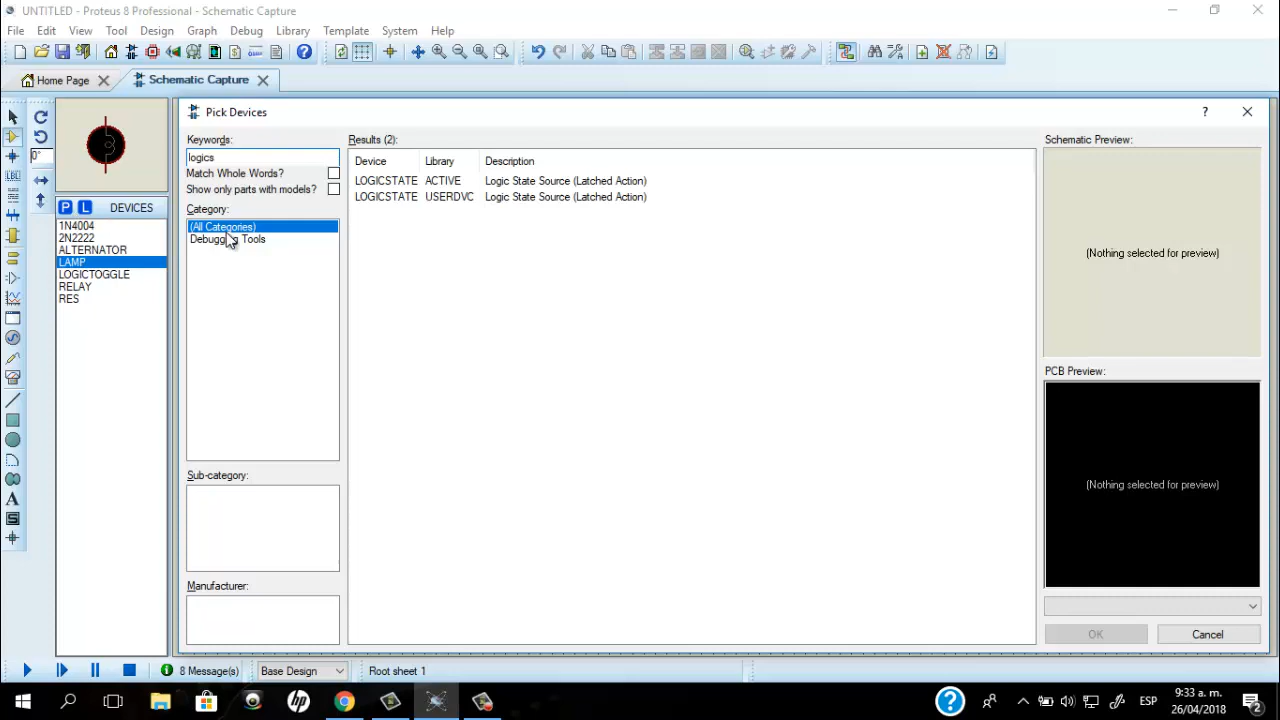 UNTITLED - Proteus 8 Professional - Schematic Capture
File Edit View Tool Design Graph Debug Library Template System Help
Home Page
Schematic Capture
Pick Devices
?
Keywords:
logics
Match Whole Words?
Show only parts with models?
Category:
(All Categories)
Debugging Tools
Sub-category:
Manufacturer:
Results (2):
Device Library Description
LOGICSTATE ACTIVE Logic State Source (Latched Action)
LOGICSTATE USERDVC Logic State Source (Latched Action)
Schematic Preview:
(Nothing selected for preview)
PCB Preview:
(Nothing selected for preview)
OK Cancel
0°
LBL
P L DEVICES
1N4004
2N2222
ALTERNATOR
LAMP
LOGICTOGGLE
RELAY
RES
A
S
8 Message(s)
Base Design
Root sheet 1
ESP
9:33 a. m.
26/04/2018
2